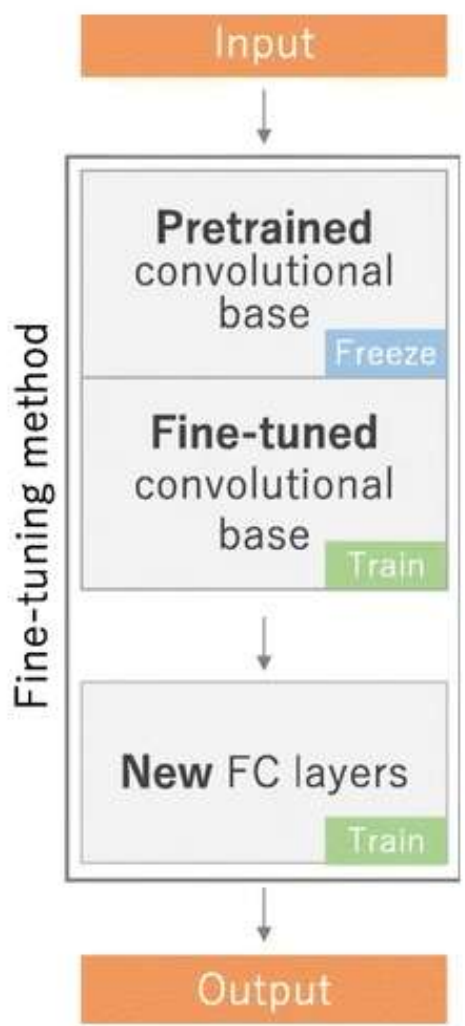 Input
Fine-tuning method
Pretrained
convolutional
base
Freeze
Fine-tuned
convolutional
base
Train
New FC layers
Train
Output